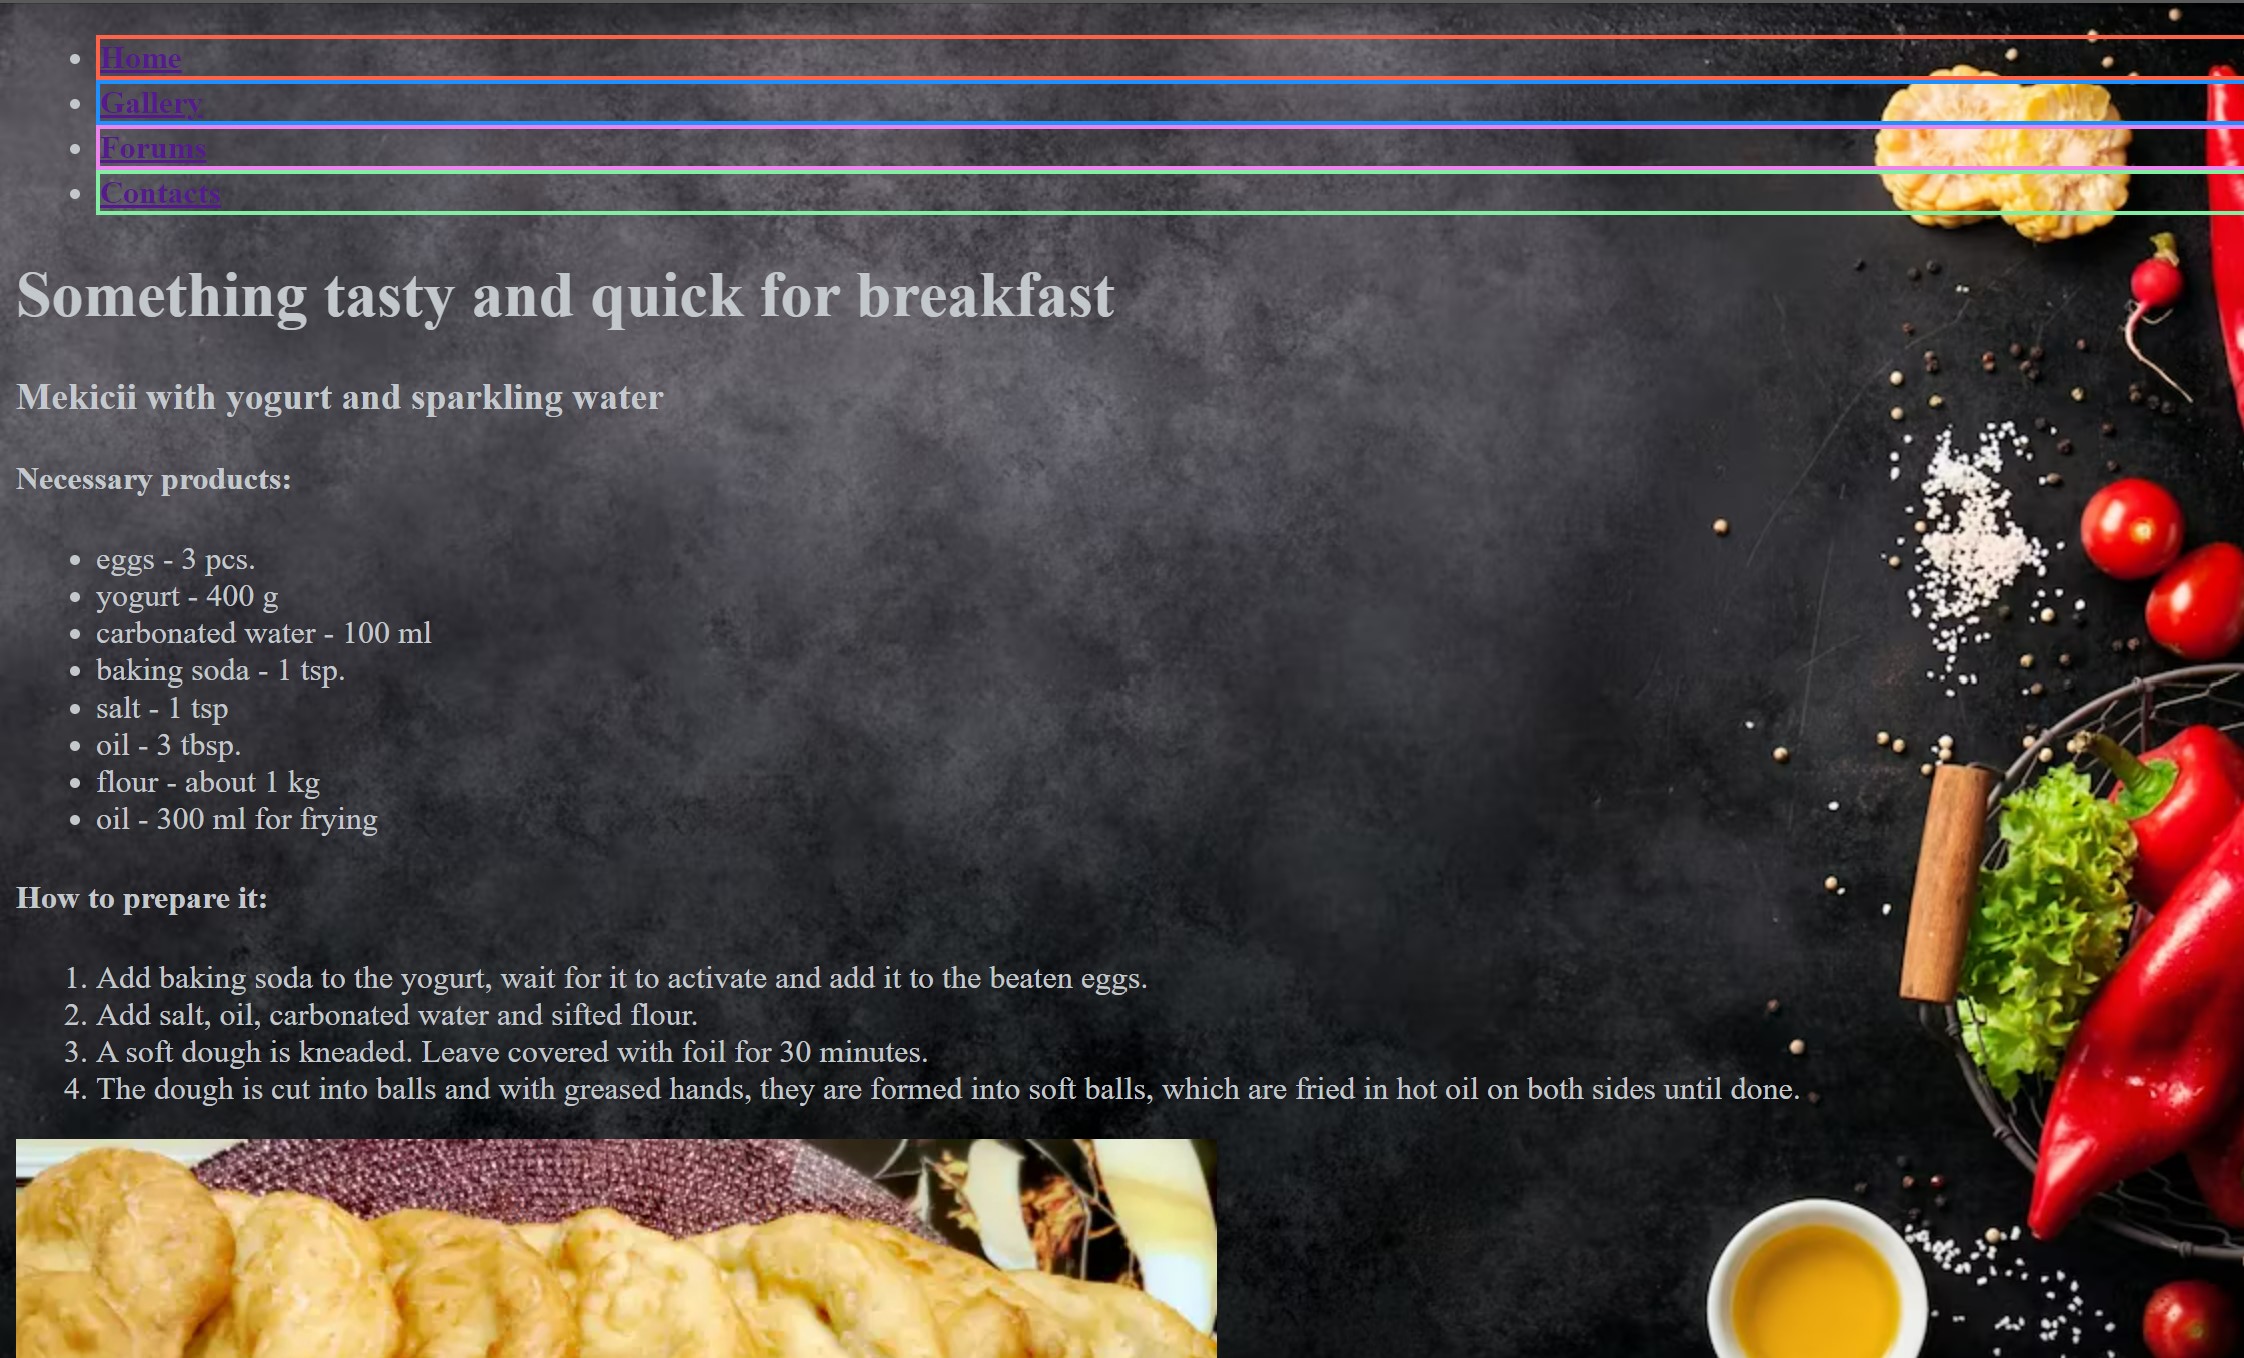 Home
Gallery
Forums
Contacts
Something tasty and quick for breakfast
Mekicii with yogurt and sparkling water
Necessary products:
eggs - 3 pcs.
yogurt - 400 g
carbonated water - 100 ml
baking soda - 1 tsp.
salt - 1 tsp
oil - 3 tbsp.
flour - about 1 kg
oil - 300 ml for frying
How to prepare it:
1. Add baking soda to the yogurt, wait for it to activate and add it to the beaten eggs.
2. Add salt, oil, carbonated water and sifted flour.
3. A soft dough is kneaded. Leave covered with foil for 30 minutes.
4. The dough is cut into balls and with greased hands, they are formed into soft balls, which are fried in hot oil on both sides until done.